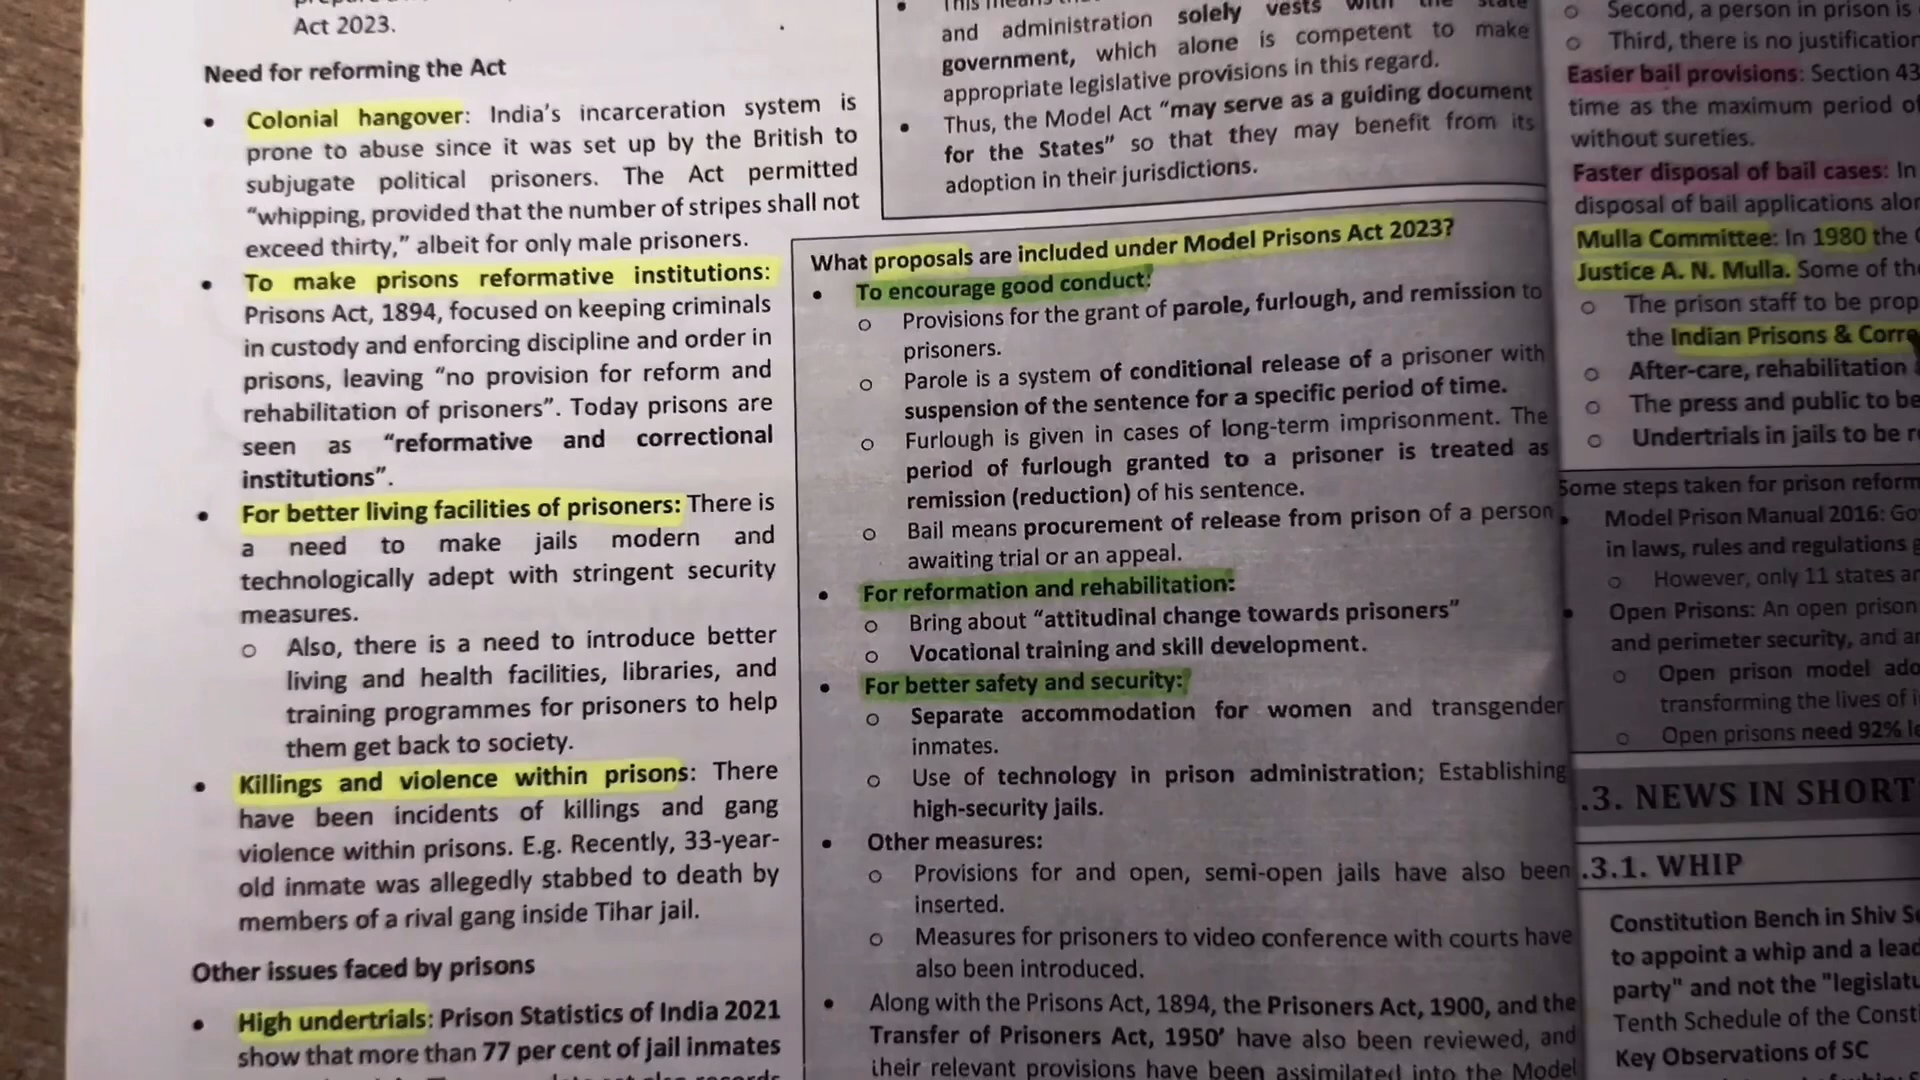 Act 2023.
Need for reforming the Act
• Colonial hangover: India's incarceration system is
prone to abuse since it was set up by the British to
subjugate political prisoners. The Act permitted
“whipping, provided that the number of stripes shall not
exceed thirty,” albeit for only male prisoners.
• To make prisons reformative institutions:
Prisons Act, 1894, focused on keeping criminals
in custody and enforcing discipline and order in
prisons, leaving “no provision for reform and
rehabilitation of prisoners”. Today prisons are
seen as “reformative and correctional
institutions”.
• For better living facilities of prisoners: There is
a need to make jails modern and
technologically adept with stringent security
measures.
o Also, there is a need to introduce better
living and health facilities, libraries, and
training programmes for prisoners to help
them get back to society.
• Killings and violence within prisons: There
have been incidents of killings and gang
violence within prisons. E.g. Recently, 33-year-
old inmate was allegedly stabbed to death by
members of a rival gang inside Tihar jail.
Other issues faced by prisons
• High undertrials: Prison Statistics of India 2021
show that more than 77 per cent of jail inmates
and administration solely vests with the state
government, which alone is competent to make
appropriate legislative provisions in this regard.
• Thus, the Model Act “may serve as a guiding document
for the States” so that they may benefit from its
adoption in their jurisdictions.
What proposals are included under Model Prisons Act 2023?
• To encourage good conduct:
o Provisions for the grant of parole, furlough, and remission to
prisoners.
o Parole is a system of conditional release of a prisoner with
suspension of the sentence for a specific period of time.
o Furlough is given in cases of long-term imprisonment. The
period of furlough granted to a prisoner is treated as
remission (reduction) of his sentence.
o Bail means procurement of release from prison of a person
awaiting trial or an appeal.
• For reformation and rehabilitation:
o Bring about “attitudinal change towards prisoners”
o Vocational training and skill development.
• For better safety and security:
o Separate accommodation for women and transgender
inmates.
o Use of technology in prison administration; Establishing
high-security jails.
• Other measures:
o Provisions for and open, semi-open jails have also been
inserted.
o Measures for prisoners to video conference with courts have
also been introduced.
• Along with the Prisons Act, 1894, the Prisoners Act, 1900, and the
Transfer of Prisoners Act, 1950’ have also been reviewed, and
their relevant provisions have been assimilated into the Model
o Second, a person in prison is
o Third, there is no justification
Easier bail provisions: Section 43
time as the maximum period of
without sureties.
Faster disposal of bail cases: In
disposal of bail applications
Mulla Committee: In 1980 the
Justice A. N. Mulla. Some of the
o The prison staff to be
the Indian Prisons &
o After-care, rehabilitation
o The press and public to be
o Undertrials in jails to be
Some steps taken for prison reform
• Model Prison Manual 2016:
in laws, rules and regulations
o However, only 11 states
• Open Prisons: An open prison
and perimeter security, and
o Open prison model
transforming the lives of
o Open prisons need 92%
.3. NEWS IN SHORT
.3.1. WHIP
Constitution Bench in Shiv
to appoint a whip and a
party" and not the
Tenth Schedule of the
Key Observations of SC